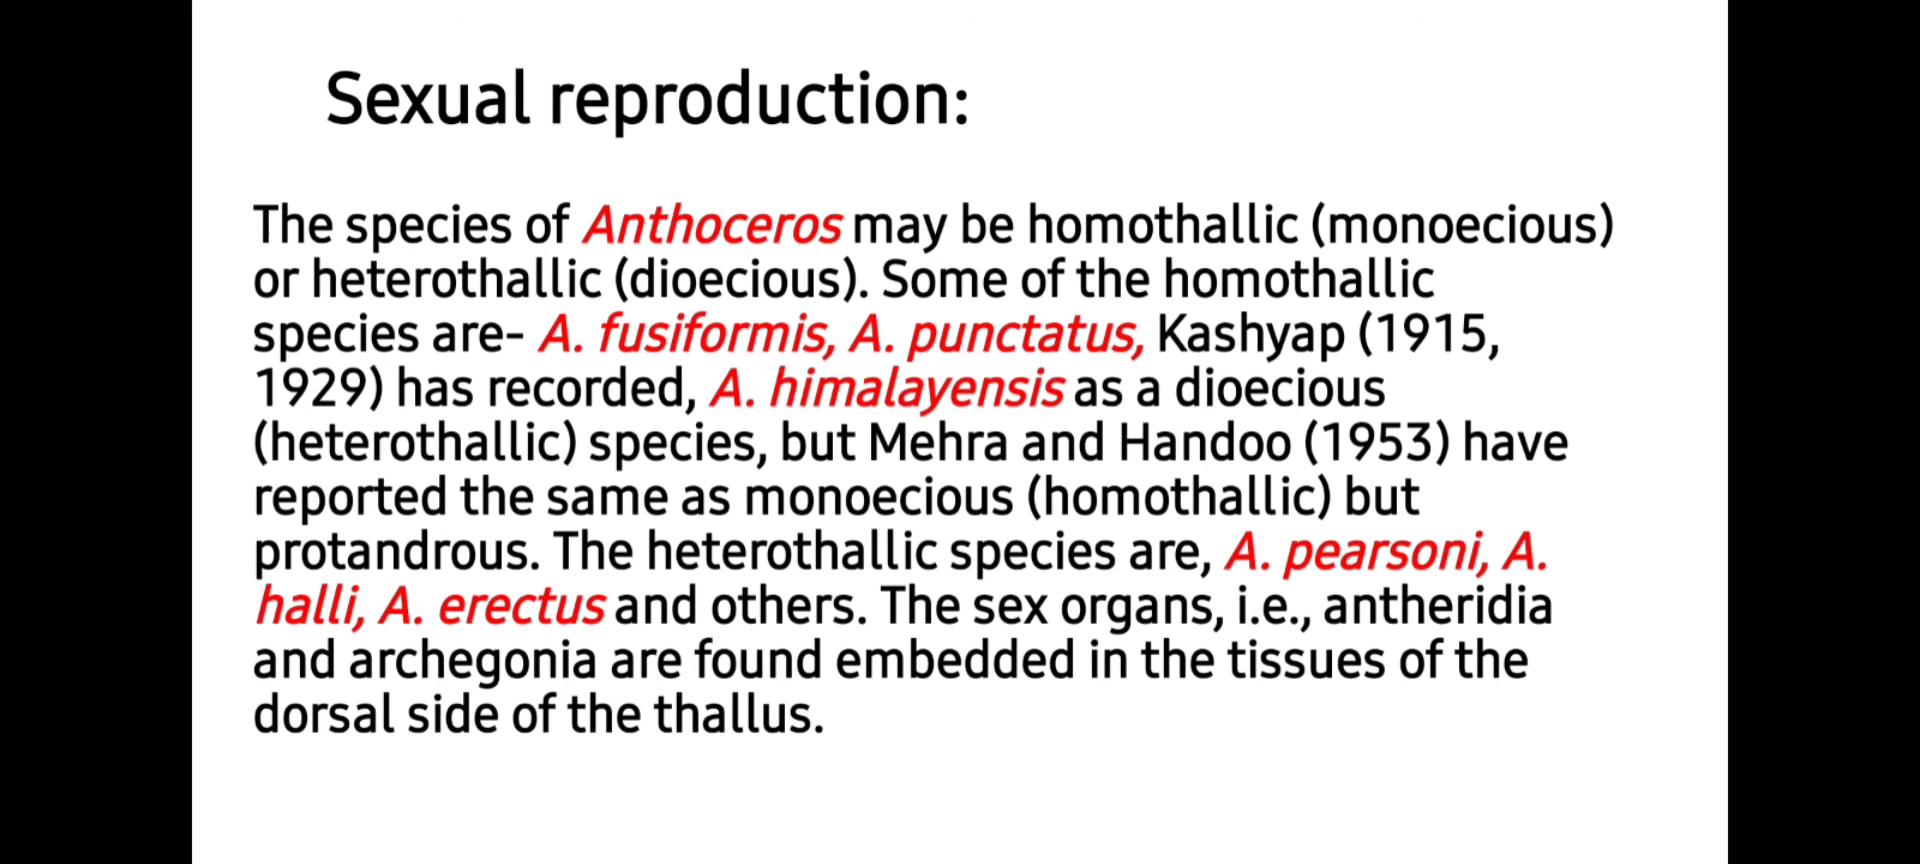 Sexual reproduction:
The species of Anthoceros may be homothallic (monoecious)
or heterothallic (dioecious). Some of the homothallic
species are- A. fusiformis, A. punctatus, Kashyap (1915,
1929) has recorded, A. himalayensis as a dioecious
(heterothallic) species, but Mehra and Handoo (1953) have
reported the same as monoecious (homothallic) but
protandrous. The heterothallic species are, A. pearsoni, A.
halli, A. erectus and others. The sex organs, i.e., antheridia
and archegonia are found embedded in the tissues of the
dorsal side of the thallus.